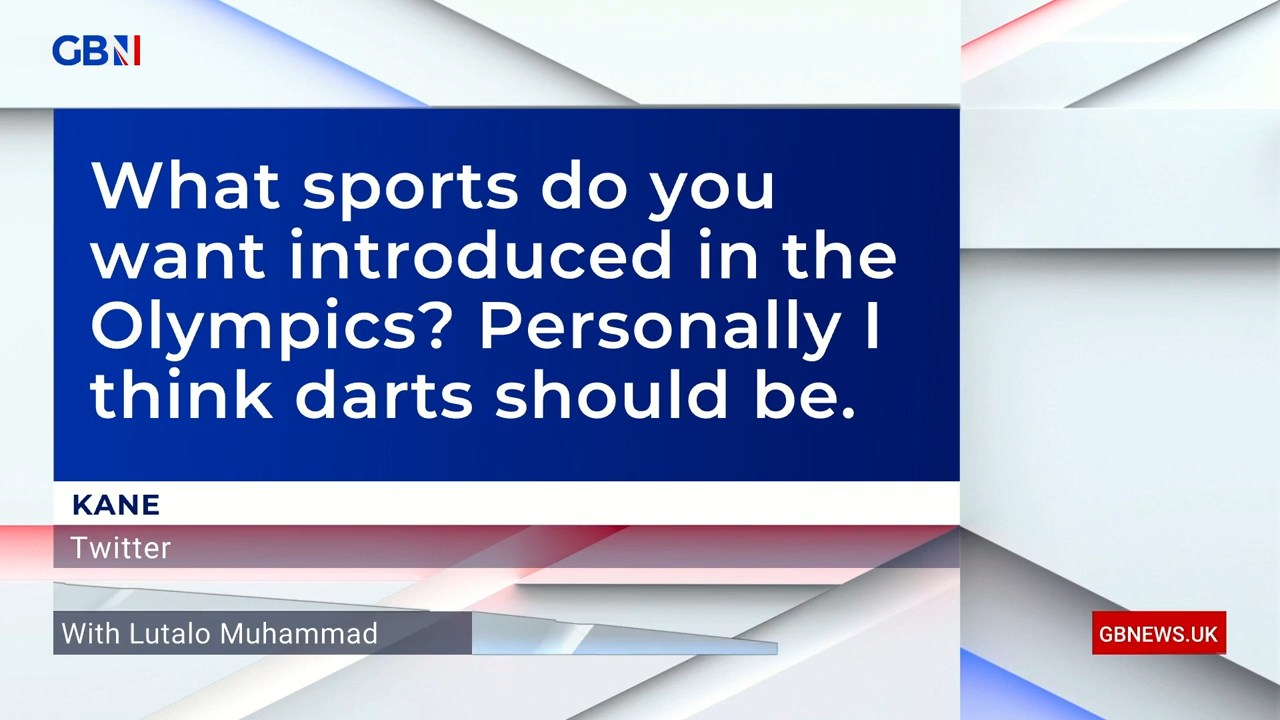 GBN
What sports do you
want introduced in the
Olympics? Personally I
think darts should be.
KANE
Twitter
With Lutalo Muhammad
GBNEWS.UK